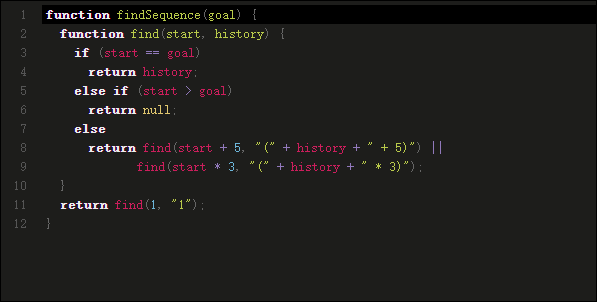 1 function findSequence(goal) {
2   function find(start, history) {
3     if (start == goal)
4       return history;
5     else if (start > goal)
6       return null;
7     else
8       return find(start + 5, "(" + history + " + 5)") ||
9              find(start * 3, "(" + history + " * 3)");
10   }
11   return find(1, "1");
12 }